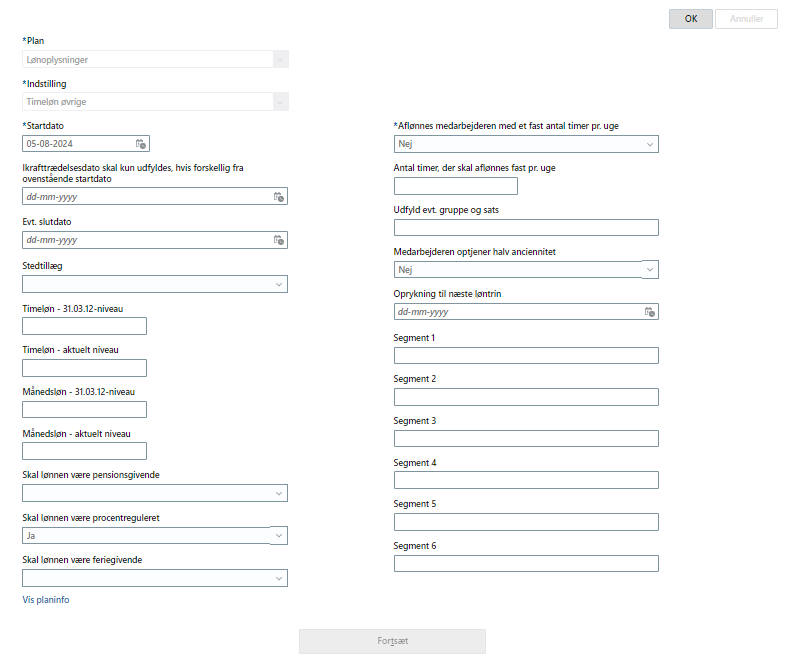 OK
Annuller
*Plan
Lønoplysninger
*Indstilling
Timeløn øvrige
*Startdato
05-08-2024
Ikrafttrædelsesdato skal kun udfyldes, hvis forskellig fra
ovenstående startdato
dd-mm-yyyy
Evt. slutdato
dd-mm-yyyy
Stedtillæg
Timeløn - 31.03.12-niveau
Timeløn - aktuelt niveau
Månedsløn - 31.03.12-niveau
Månedsløn - aktuelt niveau
Skal lønnen være pensionsgivende
Skal lønnen være procentreguleret
Ja
Skal lønnen være feriegivende
Vis planinfo
*Aflønnes medarbejderen med et fast antal timer pr. uge
Nej
Antal timer, der skal aflønnes fast pr. uge
Udfyld evt. gruppe og sats
Medarbejderen optjener halv anciennitet
Nej
Oprykning til næste løntrin
dd-mm-yyyy
Segment 1
Segment 2
Segment 3
Segment 4
Segment 5
Segment 6
Fortsæt